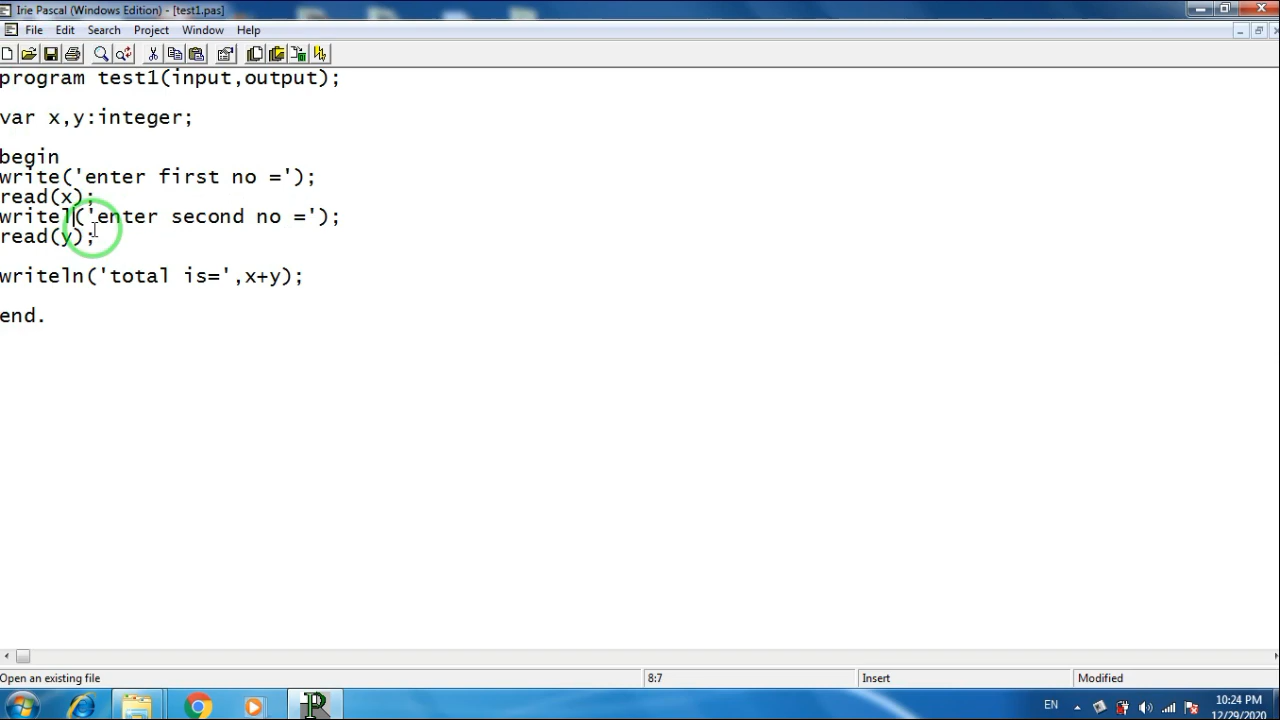 Irie Pascal (Windows Edition) - [test1.pas]
File Edit Search Project Window Help
program test1(input,output);
var x,y:integer;
begin
write('enter first no =');
read(x);
writel('enter second no =');
read(y);
writeln('total is=',x+y);
end.
Open an existing file 8:7 Insert Modified
EN 10:24 PM
12/29/2020